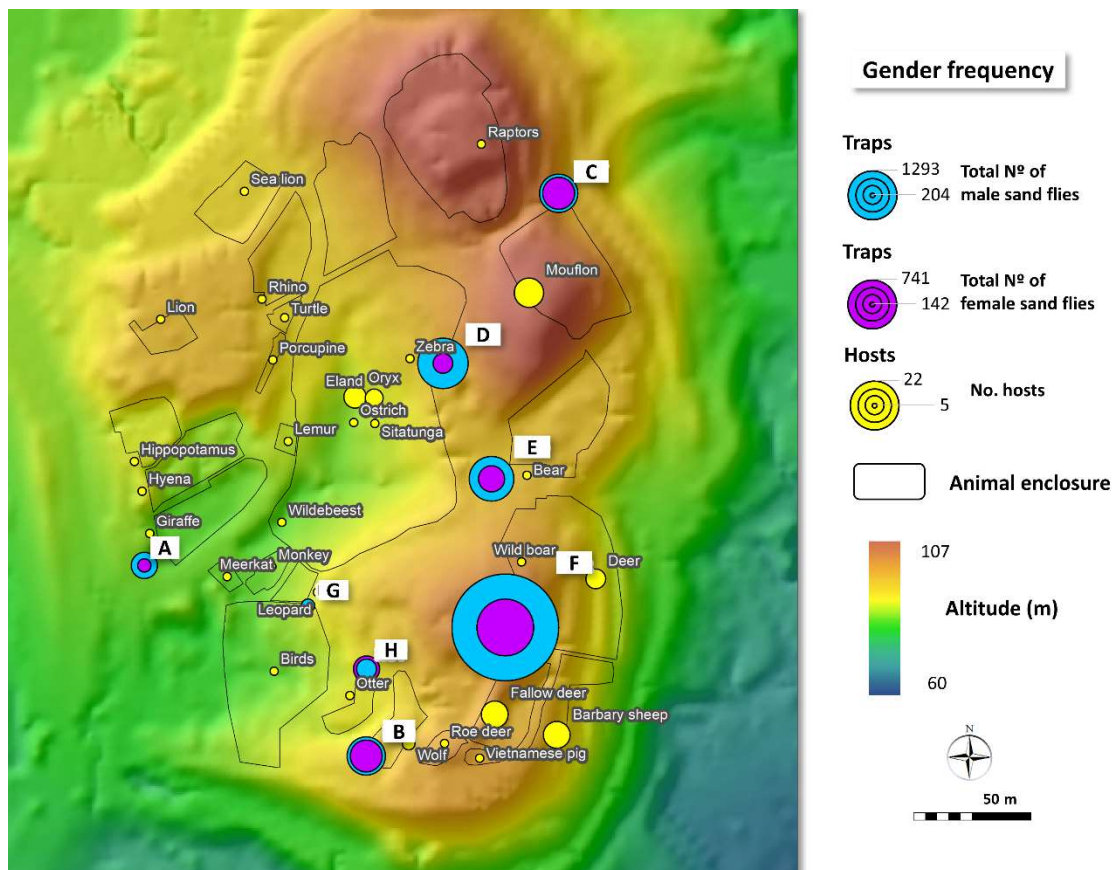 Raptors
C
Sea lion
Mouflon
Rhino
Lion
Turtle
D
Porcupine
Zebra
Eland
Oryx
Ostrich
Sitatunga
Lemur
E
Hippopotamus
Bear
Hyena
Giraffe
Wildebeest
A
Meerkat
Monkey
Wild boar
F
Deer
G
Leopard
H
Birds
Otter
Fallow deer
Barbary sheep
B
Roe deer
Wolf
Vietnamese pig
Gender frequency
Traps
1293
204
Total Nº of
male sand flies
Traps
741
142
Total Nº of
female sand flies
Hosts
22
5
No. hosts
Animal enclosure
107
Altitude (m)
60
N
50 m